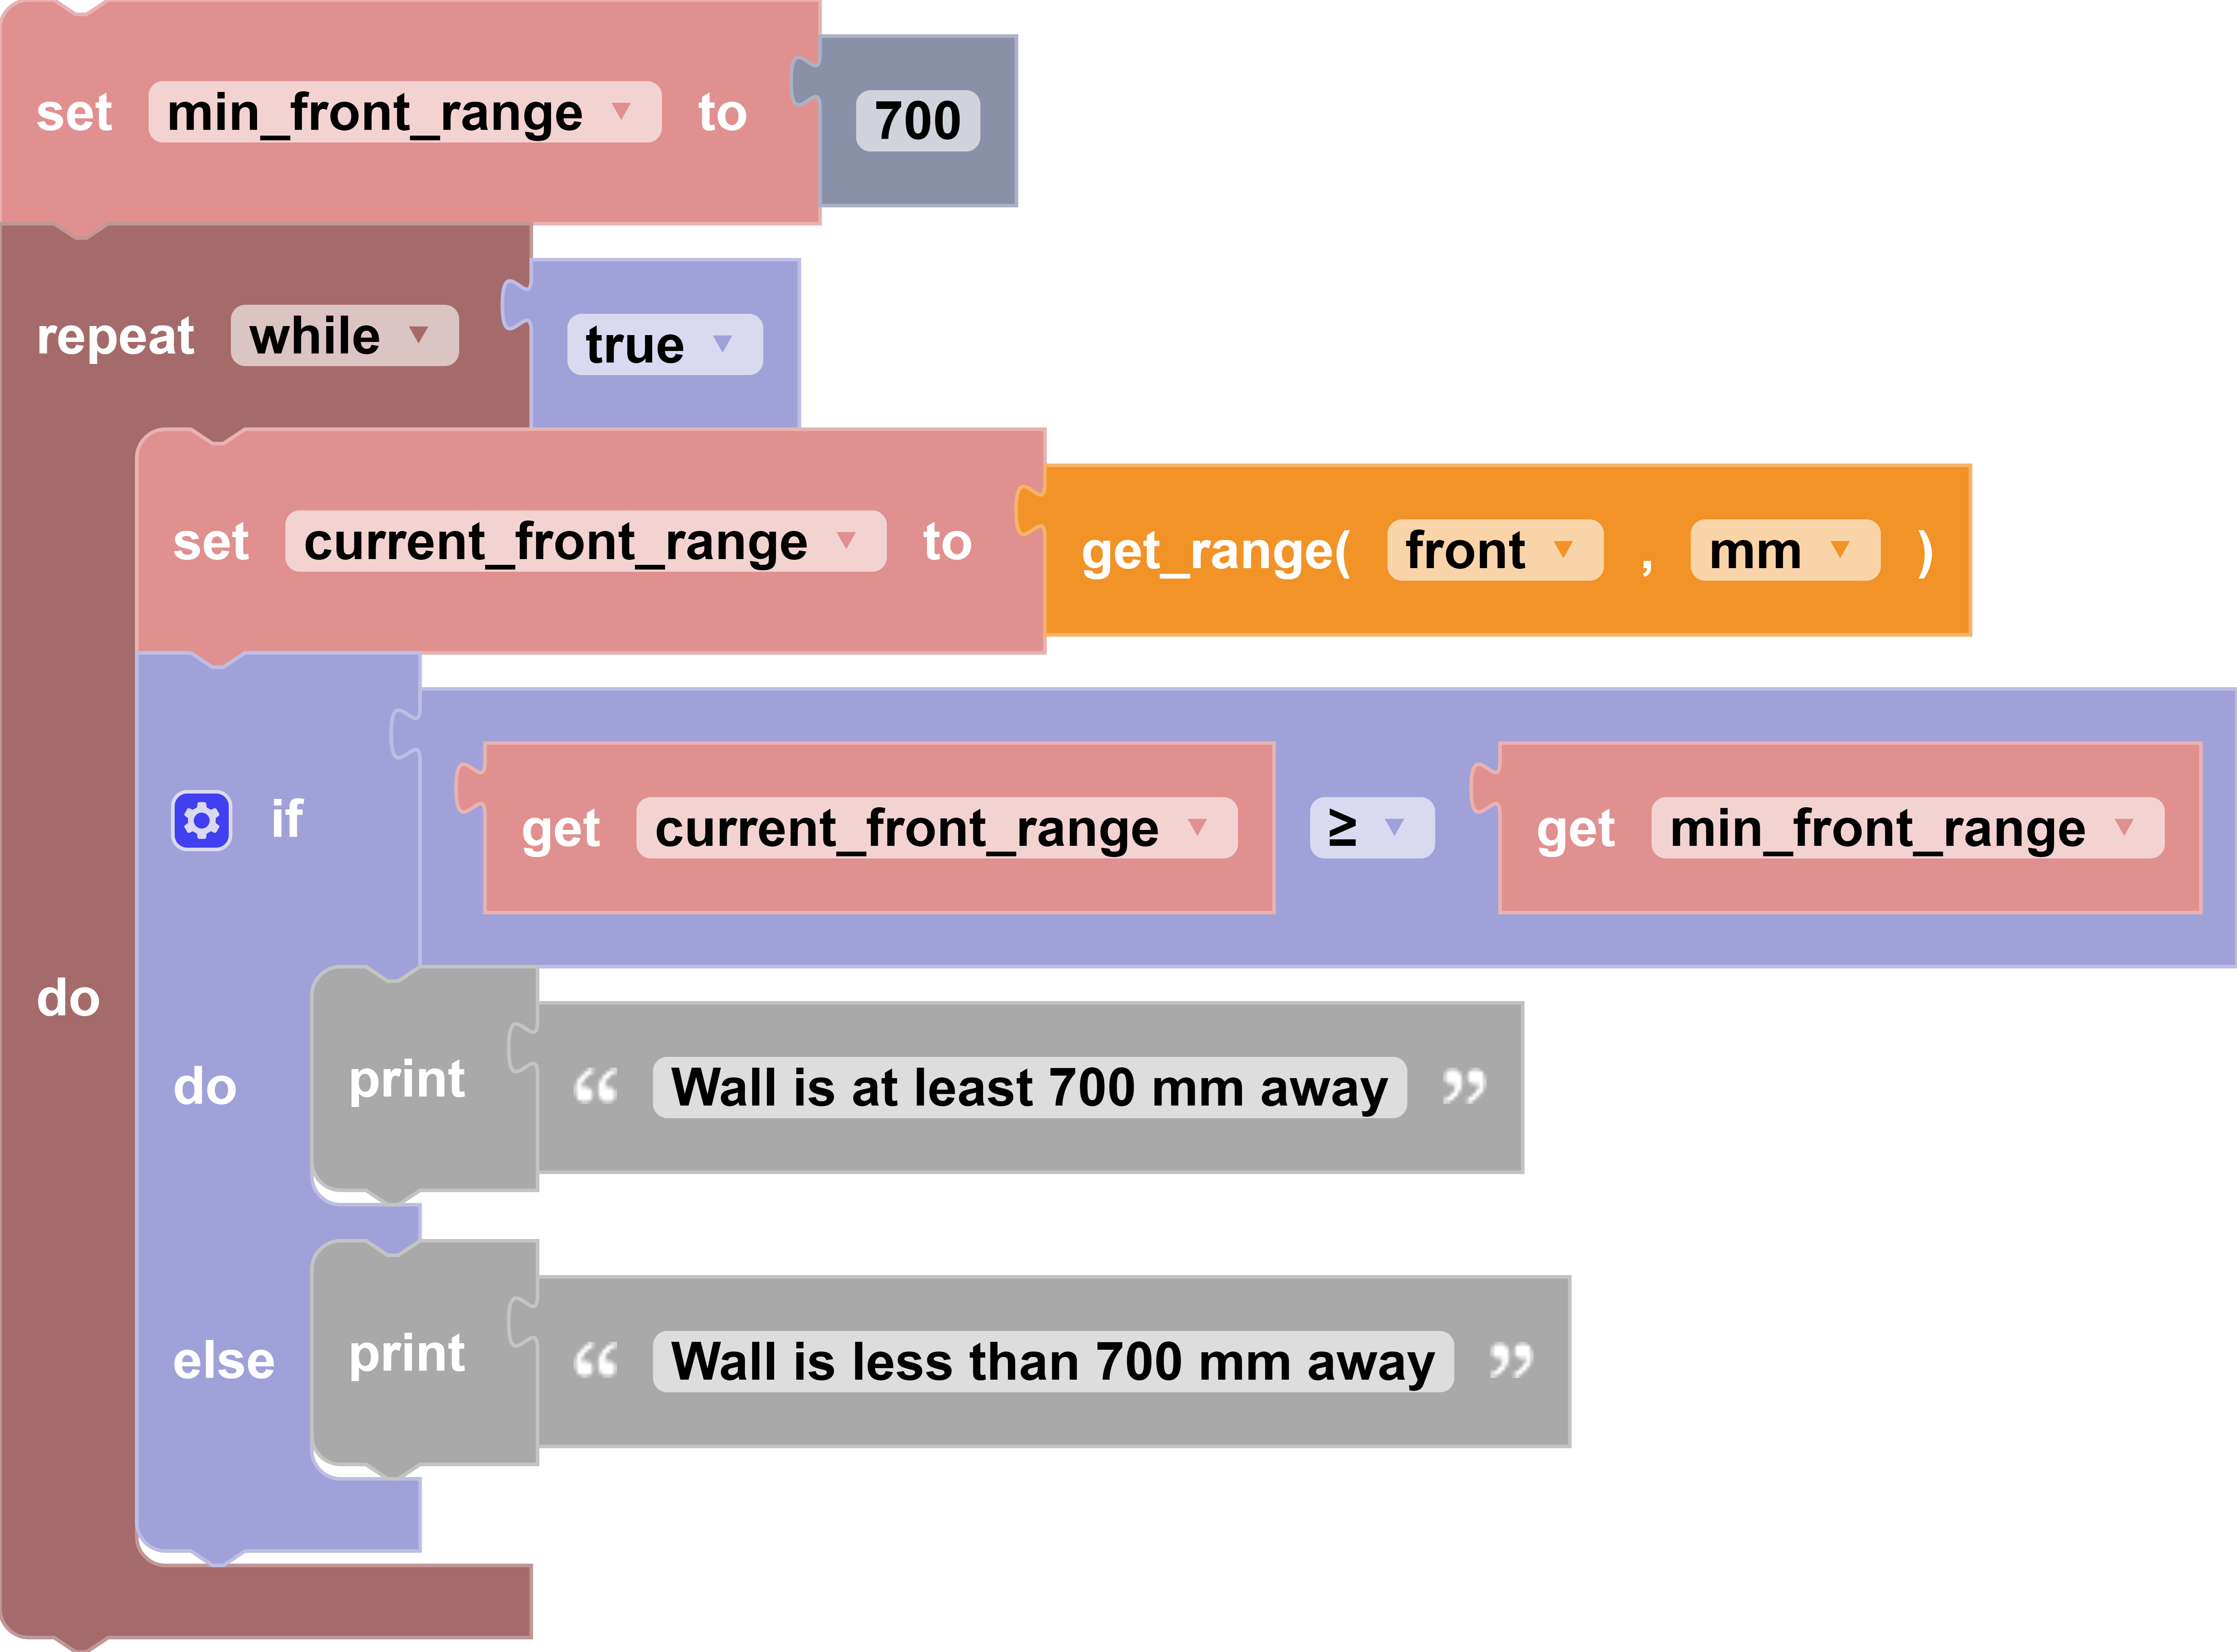 set min_front_range ▼ to 700
repeat while ▼ true ▼
set current_front_range ▼ to get_range( front ▼ , mm ▼ )
if get current_front_range ▼ ≥ ▼ get min_front_range ▼
do
do print “ Wall is at least 700 mm away ”
else print “ Wall is less than 700 mm away ”